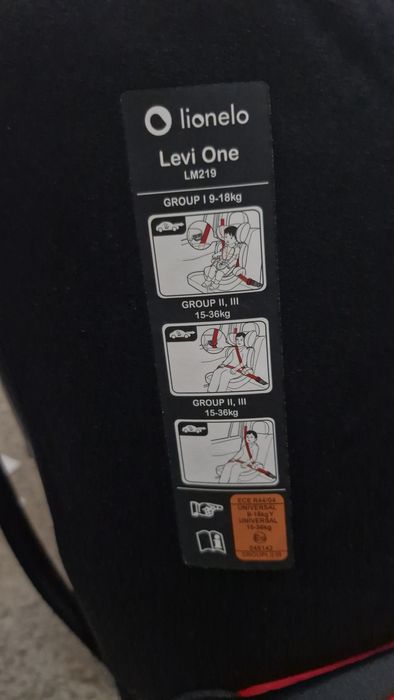 lionelo
Levi One
LM219
GROUP I 9-18kg
GROUP II, III
15-36kg
GROUP II, III
15-36kg
ECE R44/04
UNIVERSAL
9-18kg Y
UNIVERSAL
15-36kg